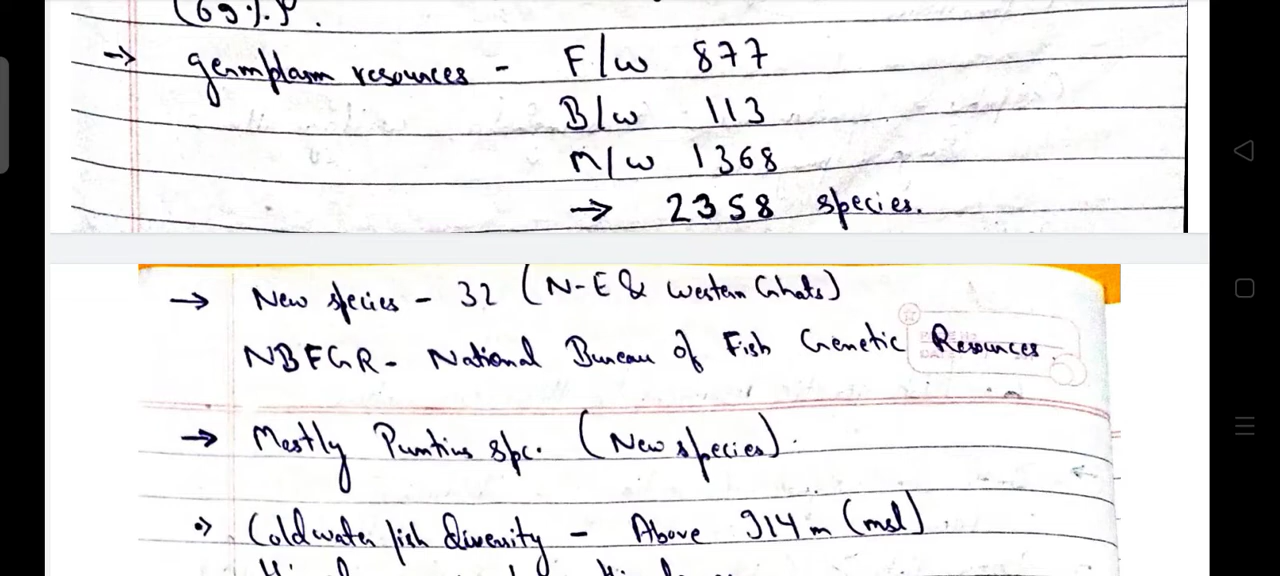 (69%).
→ germplasm resources - F/w 877
B/w 113
M/w 1368
→ 2358 species.
→ New species - 32 (N-E & Western Ghats)
NBFGR - National Bureau of Fish Genetic Resources.
→ Mostly Puntius spc. (New species).
→ Coldwater fish diversity - Above 914 m (msl)